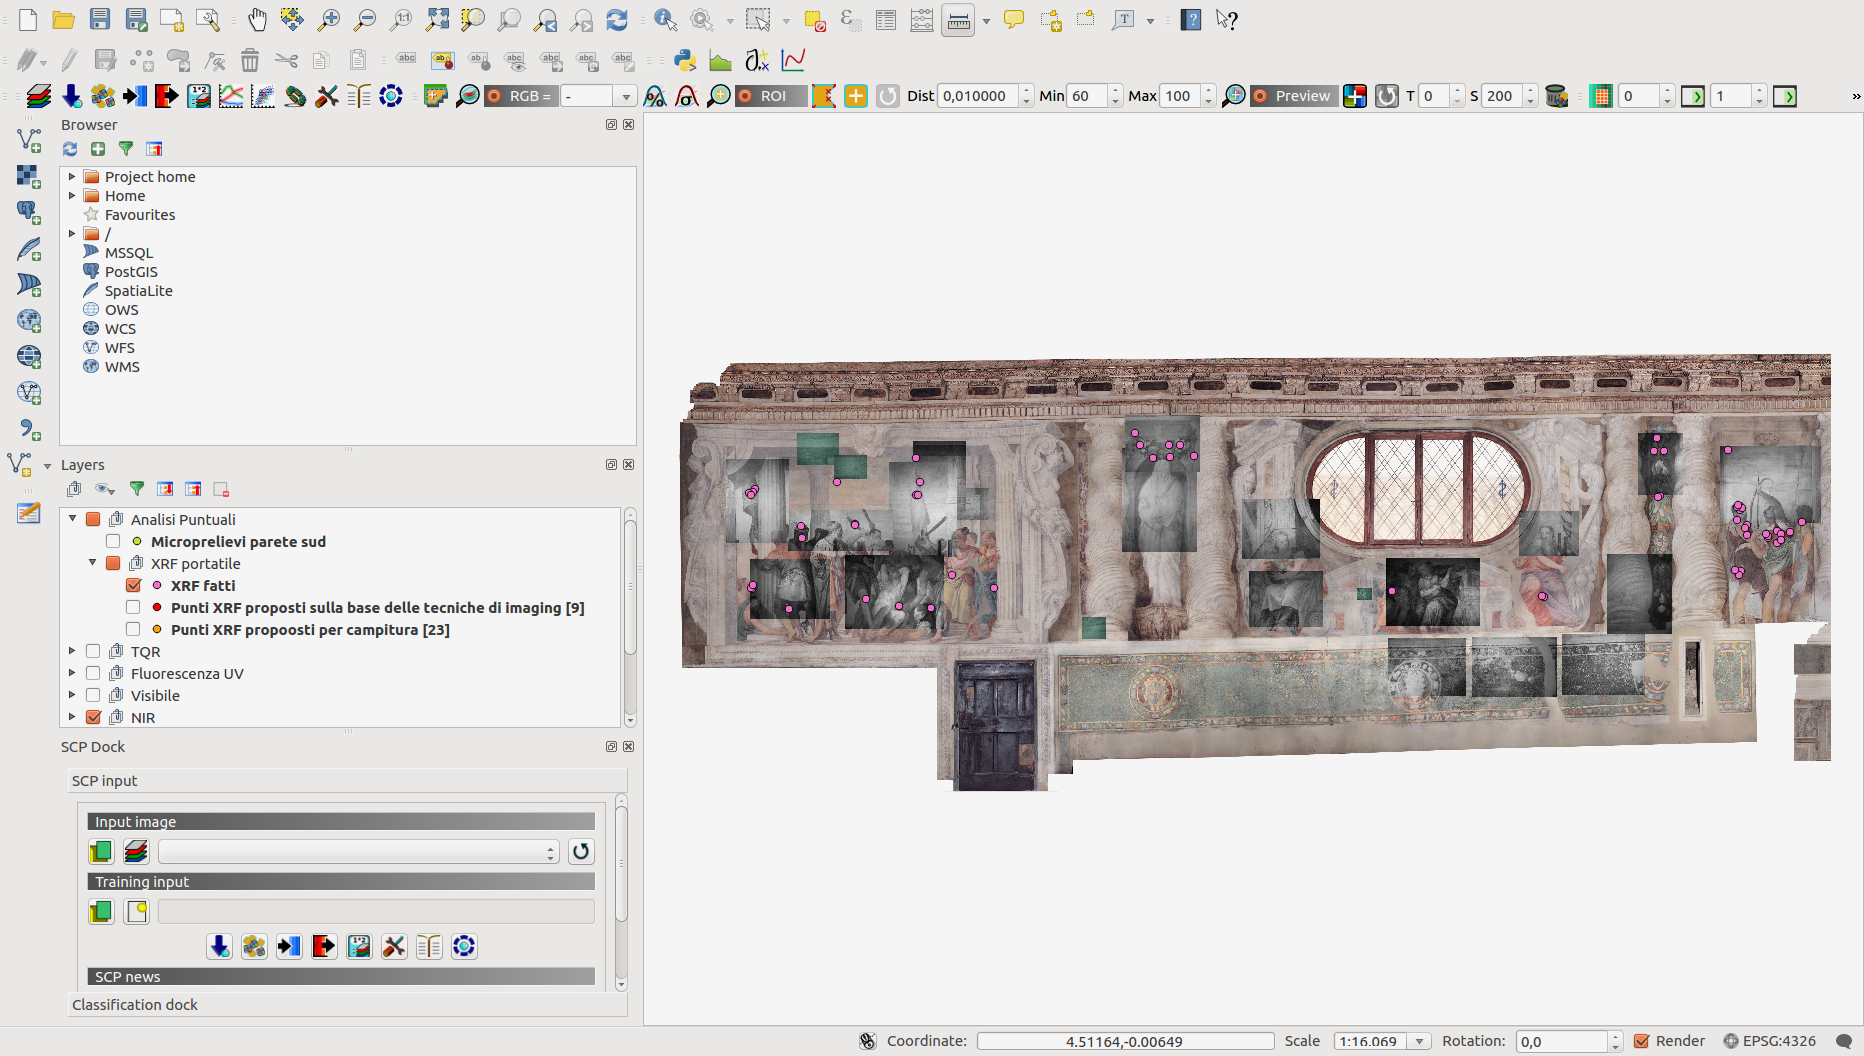 RGB =
-
ROI
Dist 0,010000
Min 60
Max 100
Preview
T 0
S 200
0
1
»
Browser
Project home
Home
Favourites
/
MSSQL
PostGIS
SpatiaLite
OWS
WCS
WFS
WMS
Layers
Analisi Puntuali
Microprelievi parete sud
XRF portatile
XRF fatti
Punti XRF proposti sulla base delle tecniche di imaging [9]
Punti XRF propoosti per campitura [23]
TQR
Fluorescenza UV
Visibile
NIR
SCP Dock
SCP input
Input image
Training input
SCP news
Classification dock
Coordinate: 4.51164,-0.00649
Scale 1:16.069
Rotation: 0,0
Render
EPSG:4326